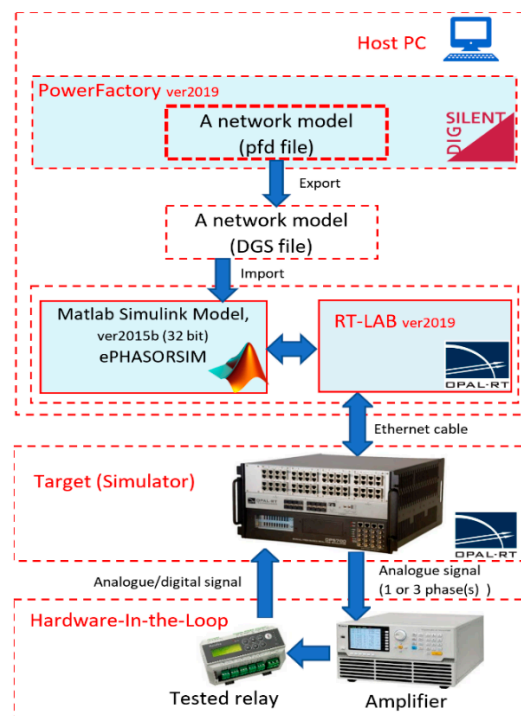 Host PC
PowerFactory ver2019
A network model
(pfd file)
DIG
SILENT
Export
A network model
(DGS file)
Import
Matlab Simulink Model,
ver2015b (32 bit)
ePHASORSIM
RT-LAB ver2019
OPAL-RT
Ethernet cable
Target (Simulator)
OPAL-RT
OPAL-RT
Analogue/digital signal
Analogue signal
(1 or 3 phase(s) )
Hardware-In-the-Loop
Tested relay
Amplifier